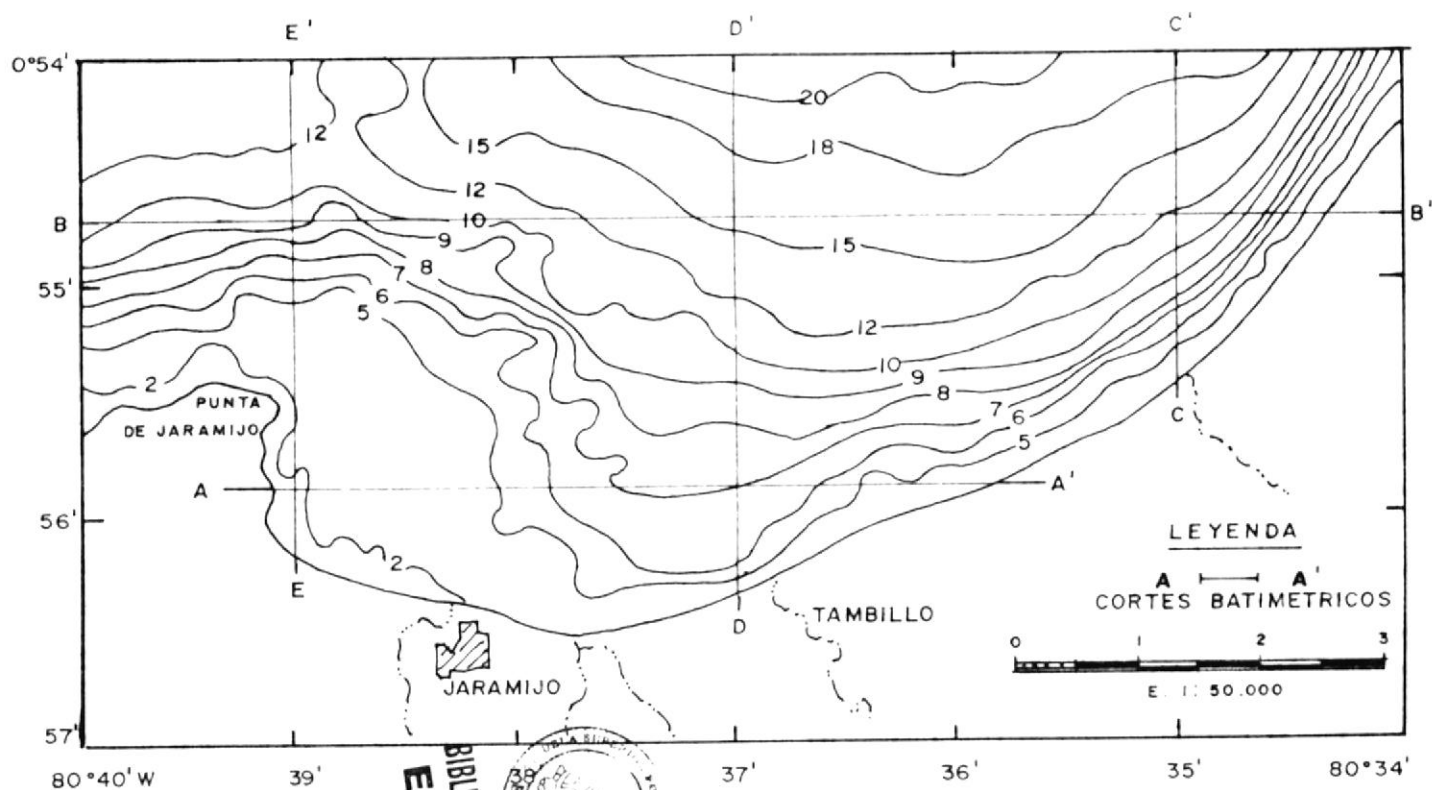 E' D' C'
0°54'
20
12
15
18
12
B 10 B'
9
15
8
55' 7
6
5
12
10
9
8
2
PUNTA
DE JARAMIJO
7
6
5
C
A A'
56'
LEYENDA
2
A A'
E
CORTES BATIMETRICOS
D TAMBILLO
0 1 2 3
JARAMIJO
E. 1: 50.000
57'
BIBLI
E
80°40' W 39' 38' 37' 36' 35' 80°34'